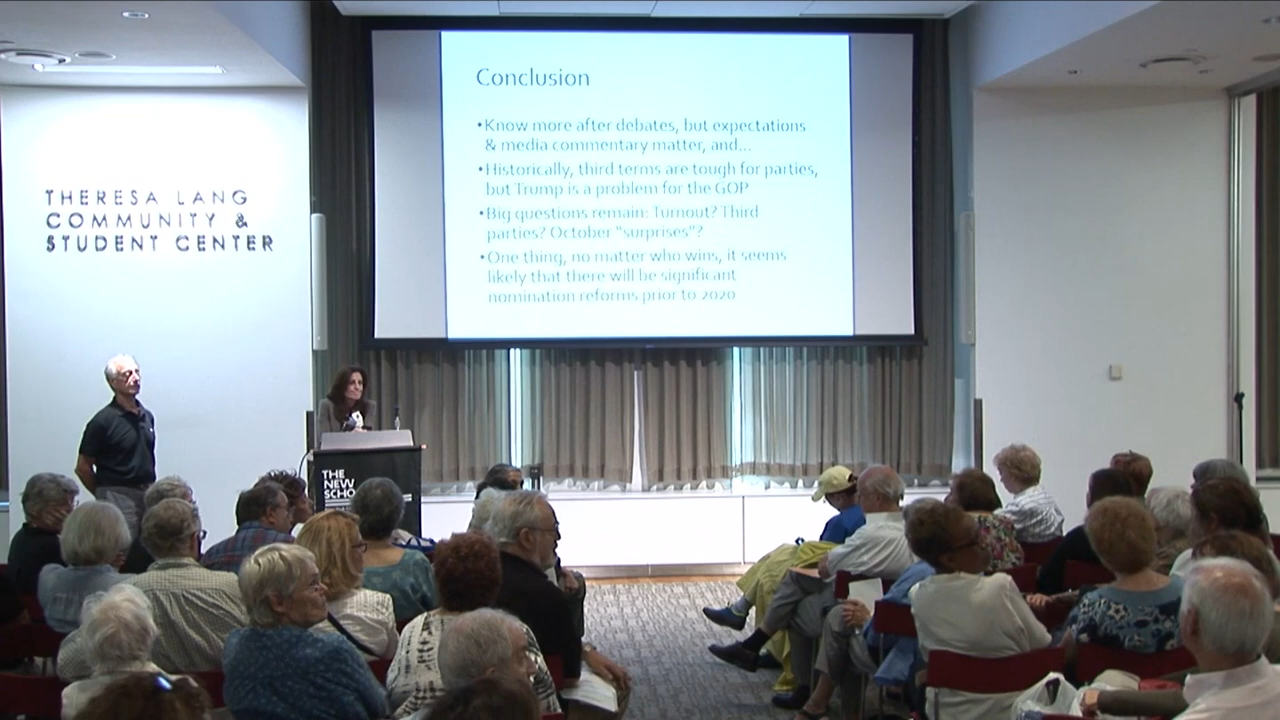 Conclusion
•Know more after debates, but expectations
& media commentary matter, and...
•Historically, third terms are tough for parties,
but Trump is a problem for the GOP
•Big questions remain: Turnout? Third
parties? October "surprises"?
•One thing, no matter who wins, it seems
likely that there will be significant
nomination reforms prior to 2020
THERESA LANG
COMMUNITY &
STUDENT CENTER
THE
NEW
SCHO